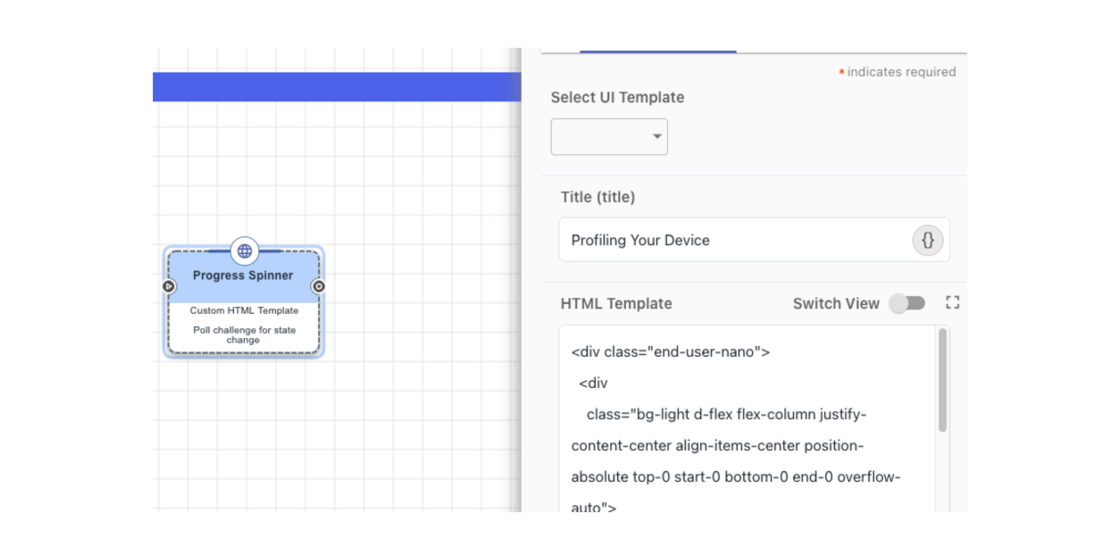 * indicates required
Select UI Template
Title (title)
Profiling Your Device
{}
Progress Spinner
Custom HTML Template
Poll challenge for state
change
HTML Template
Switch View
<div class="end-user-nano">
<div
class="bg-light d-flex flex-column justify-
content-center align-items-center position-
absolute top-0 start-0 bottom-0 end-0 overflow-
auto">